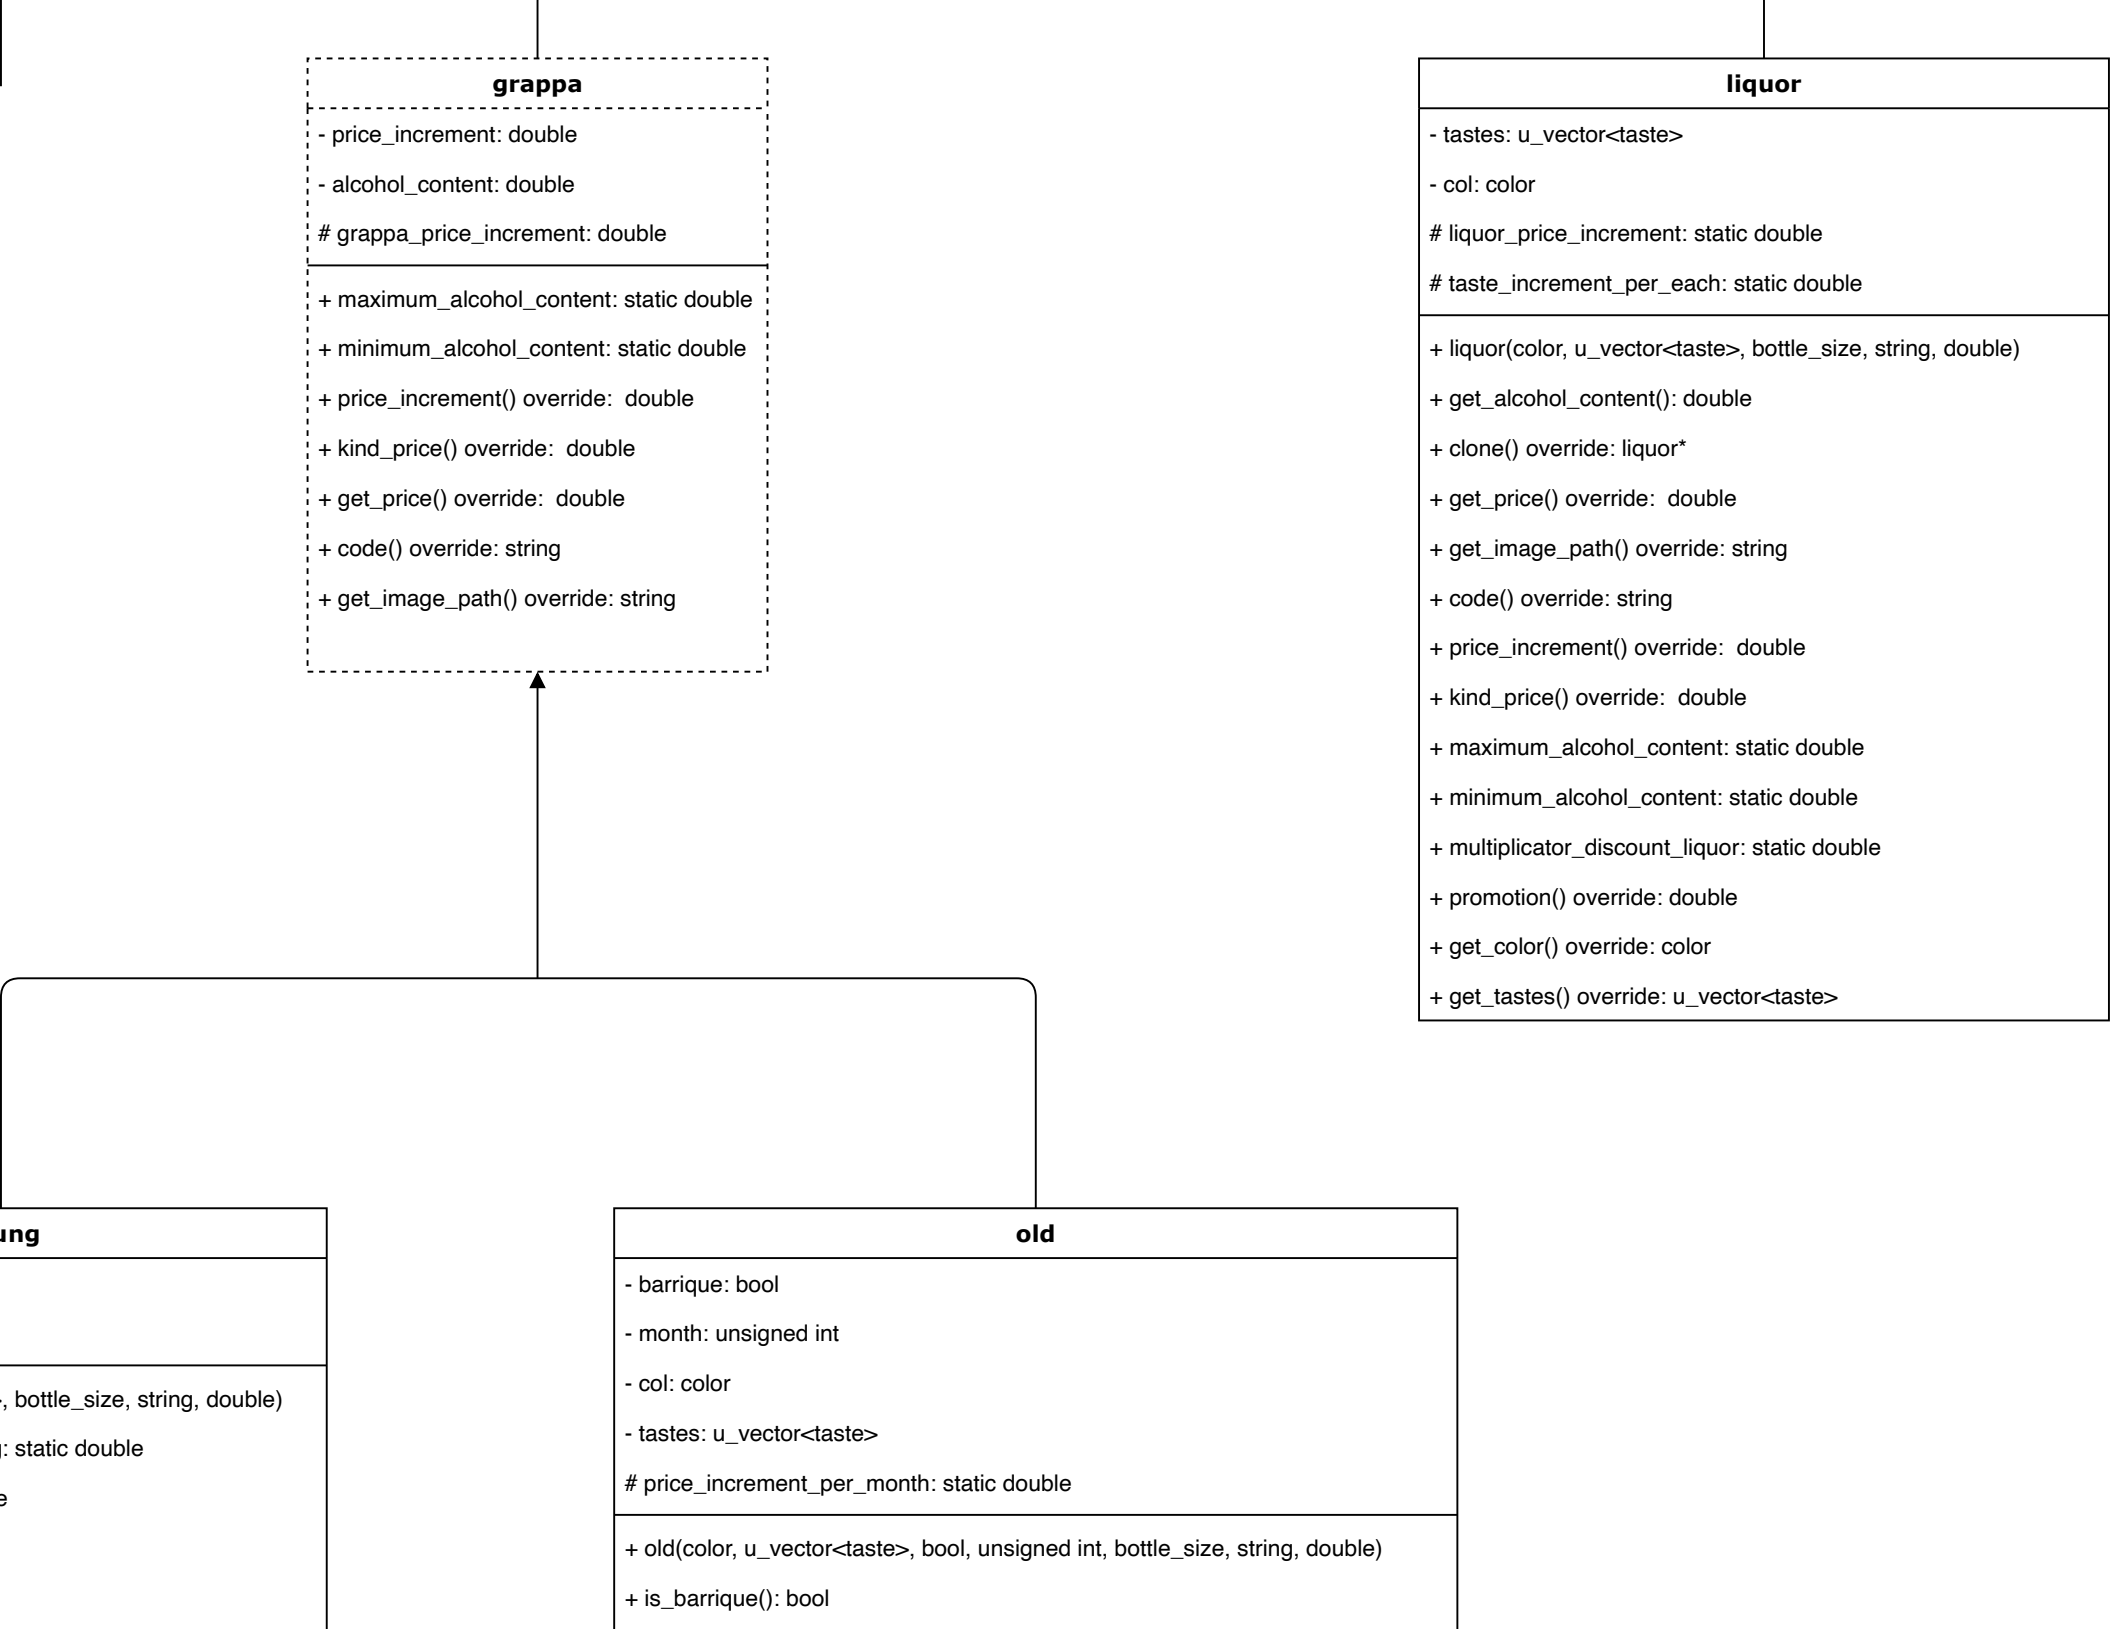 grappa
- price_increment: double
- alcohol_content: double
# grappa_price_increment: double
+ maximum_alcohol_content: static double
+ minimum_alcohol_content: static double
+ price_increment() override:  double
+ kind_price() override:  double
+ get_price() override:  double
+ code() override: string
+ get_image_path() override: string
liquor
- tastes: u_vector<taste>
- col: color
# liquor_price_increment: static double
# taste_increment_per_each: static double
+ liquor(color, u_vector<taste>, bottle_size, string, double)
+ get_alcohol_content(): double
+ clone() override: liquor*
+ get_price() override:  double
+ get_image_path() override: string
+ code() override: string
+ price_increment() override:  double
+ kind_price() override:  double
+ maximum_alcohol_content: static double
+ minimum_alcohol_content: static double
+ multiplicator_discount_liquor: static double
+ promotion() override: double
+ get_color() override: color
+ get_tastes() override: u_vector<taste>
ung
, bottle_size, string, double)
: static double
e
old
- barrique: bool
- month: unsigned int
- col: color
- tastes: u_vector<taste>
# price_increment_per_month: static double
+ old(color, u_vector<taste>, bool, unsigned int, bottle_size, string, double)
+ is_barrique(): bool